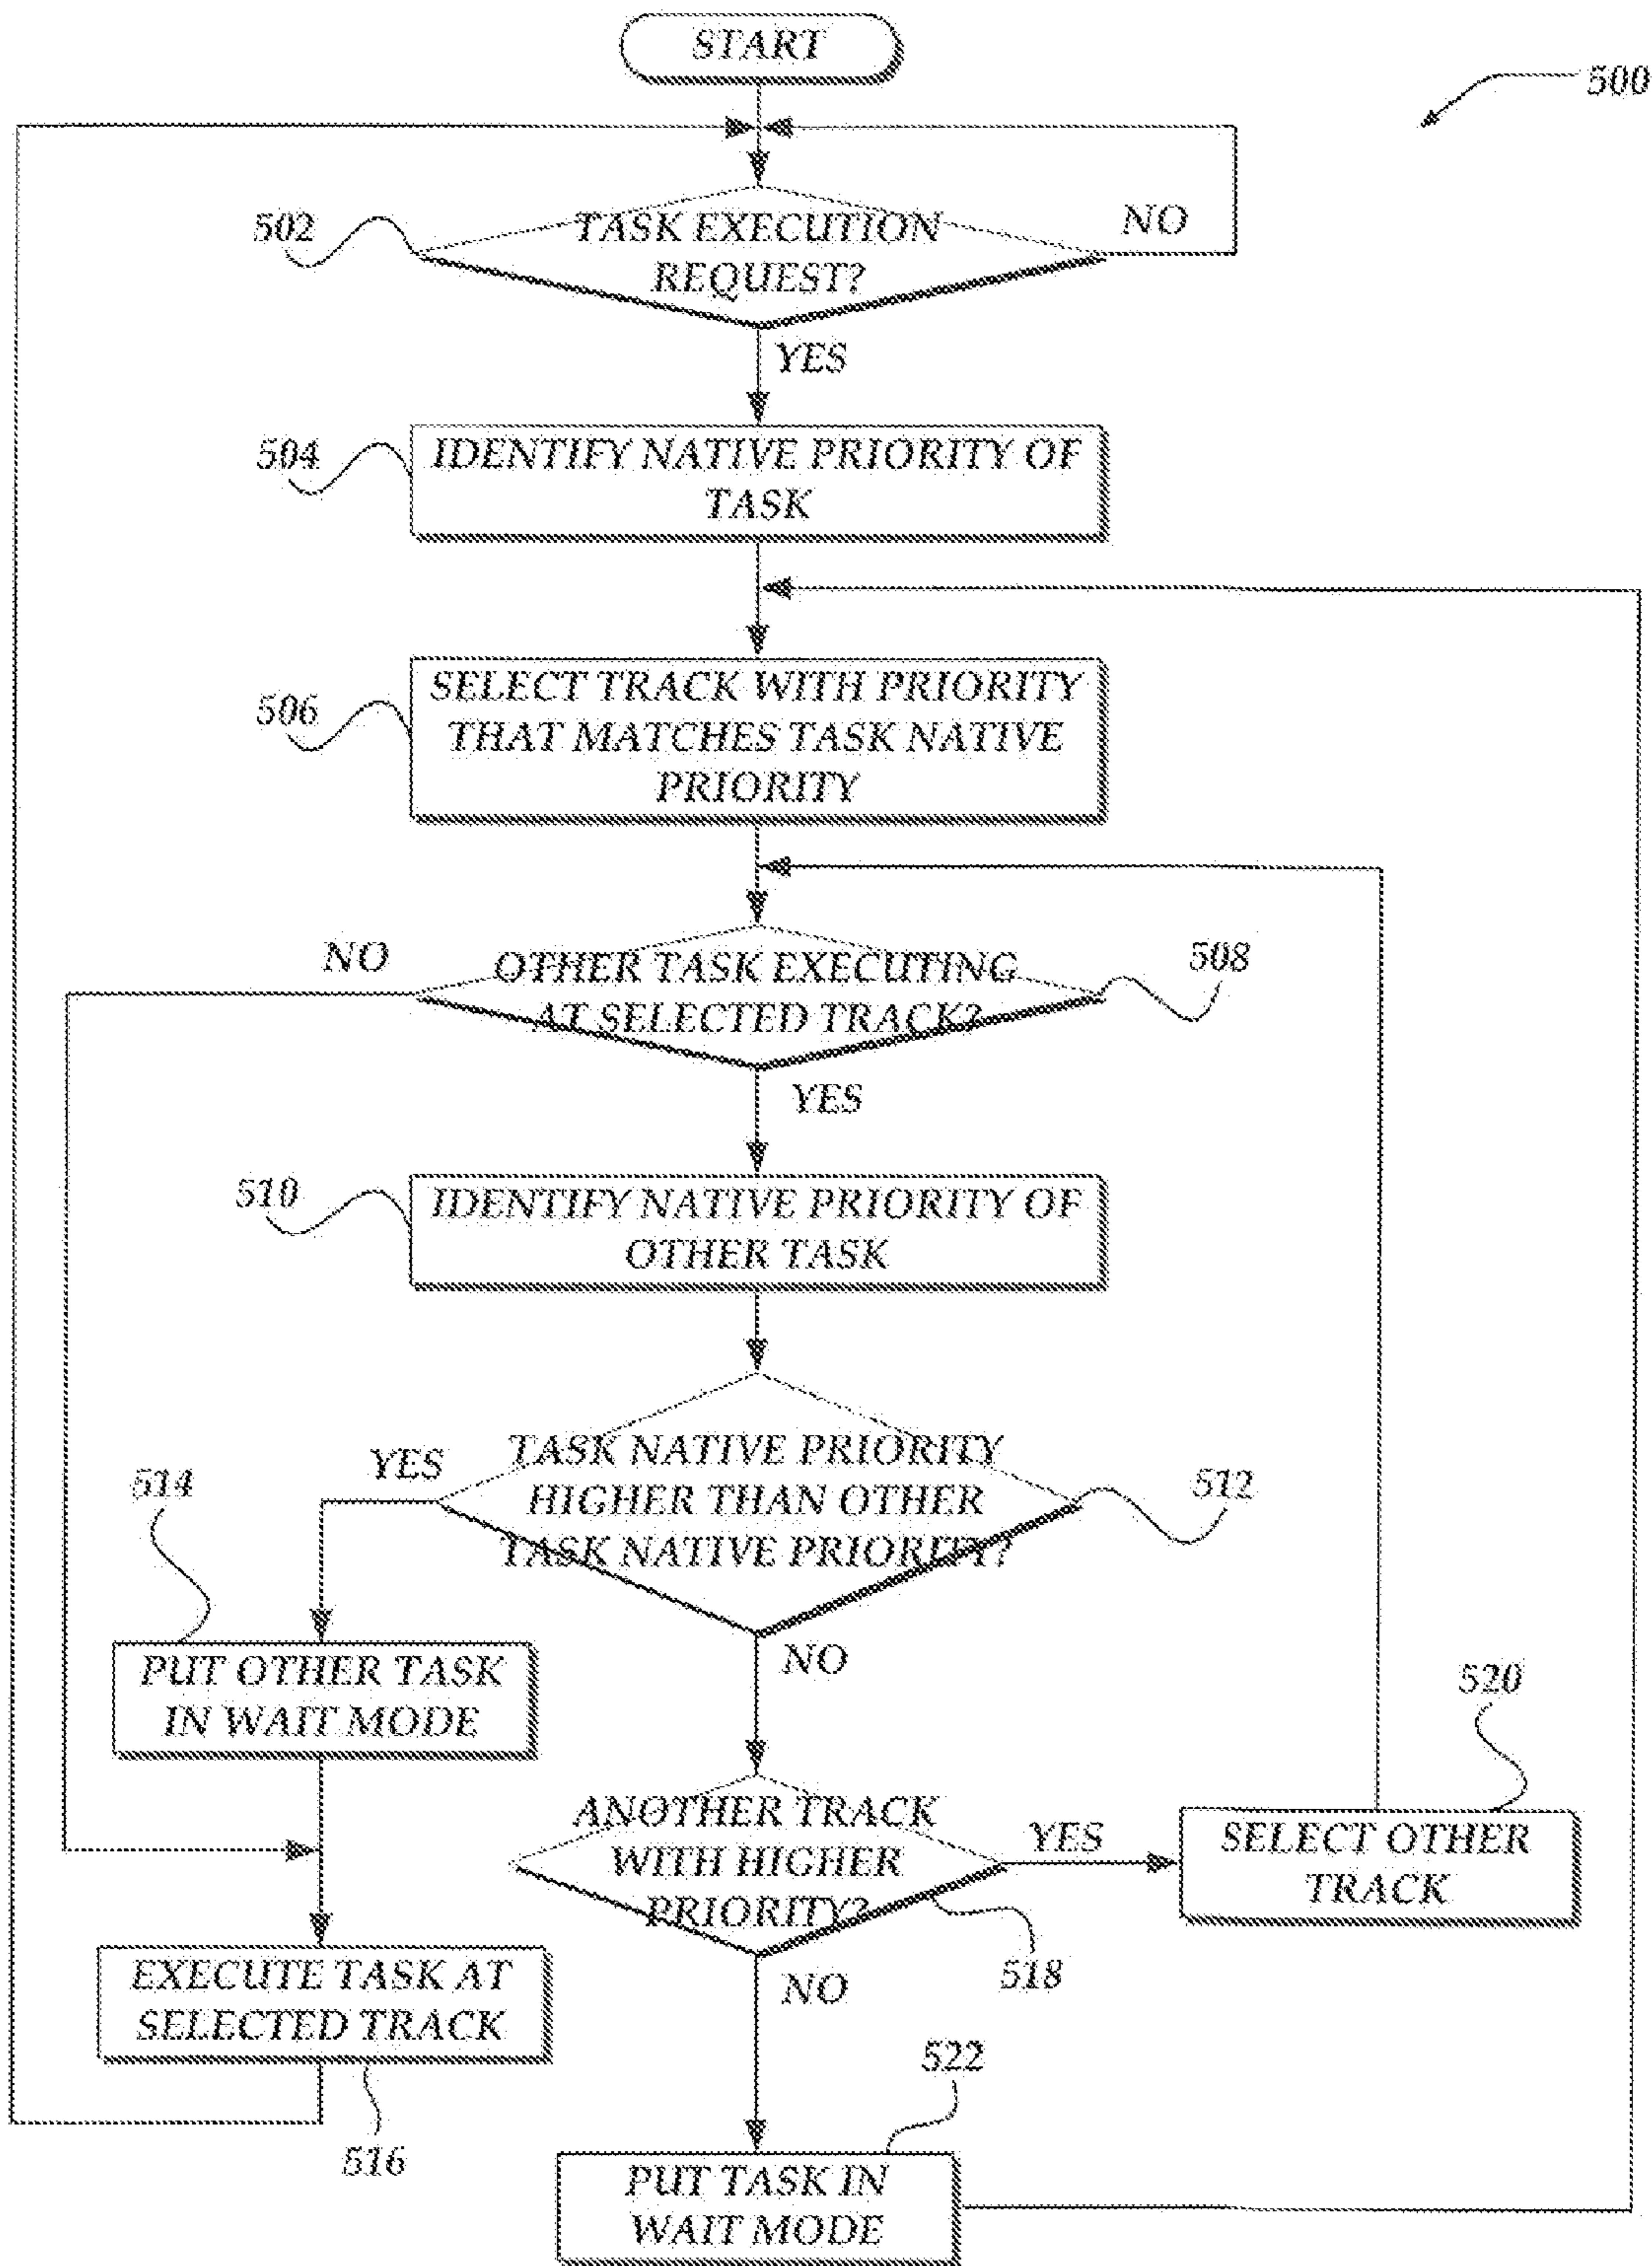 START
500
502
TASK EXECUTION
REQUEST?
NO
YES
504
IDENTIFY NATIVE PRIORITY OF
TASK
506
SELECT TRACK WITH PRIORITY
THAT MATCHES TASK NATIVE
PRIORITY
NO
OTHER TASK EXECUTING
AT SELECTED TRACK?
508
YES
510
IDENTIFY NATIVE PRIORITY OF
OTHER TASK
514
YES
TASK NATIVE PRIORITY
HIGHER THAN OTHER
TASK NATIVE PRIORITY?
512
NO
PUT OTHER TASK
IN WAIT MODE
520
ANOTHER TRACK
WITH HIGHER
PRIORITY?
YES
SELECT OTHER
TRACK
518
NO
EXECUTE TASK AT
SELECTED TRACK
516
522
PUT TASK IN
WAIT MODE